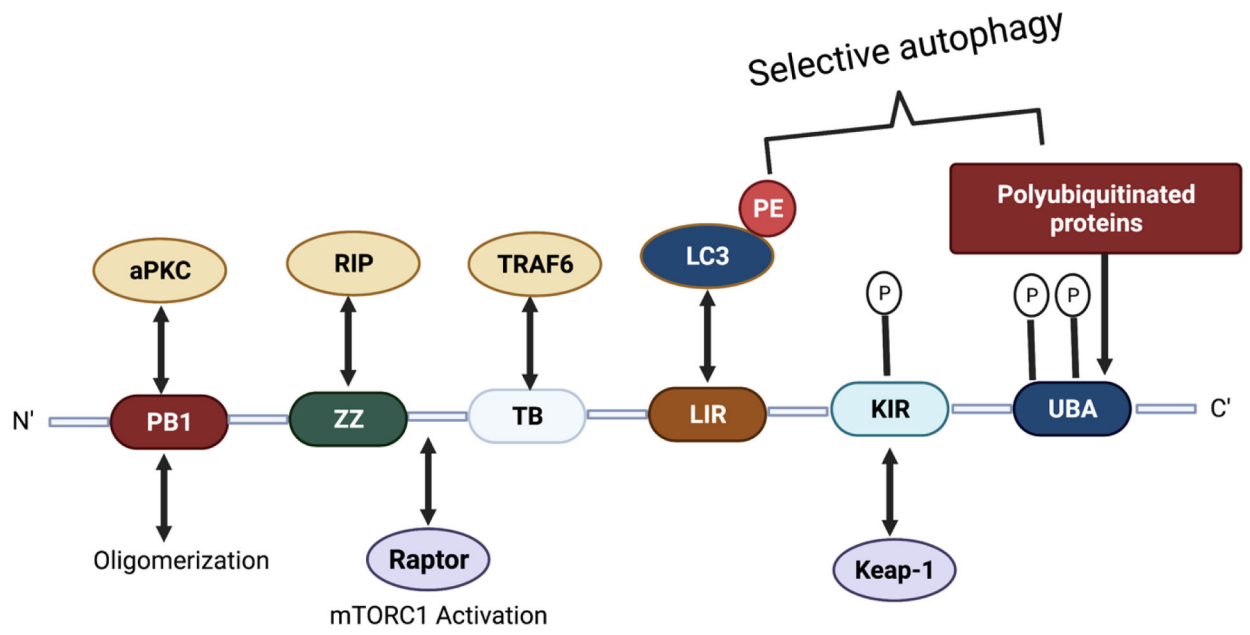 Selective autophagy
PE
Polyubiquitinated
proteins
aPKC
RIP
TRAF6
LC3
P
P
P
N'
PB1
ZZ
TB
LIR
KIR
UBA
C'
Oligomerization
Raptor
Keap-1
mTORC1 Activation